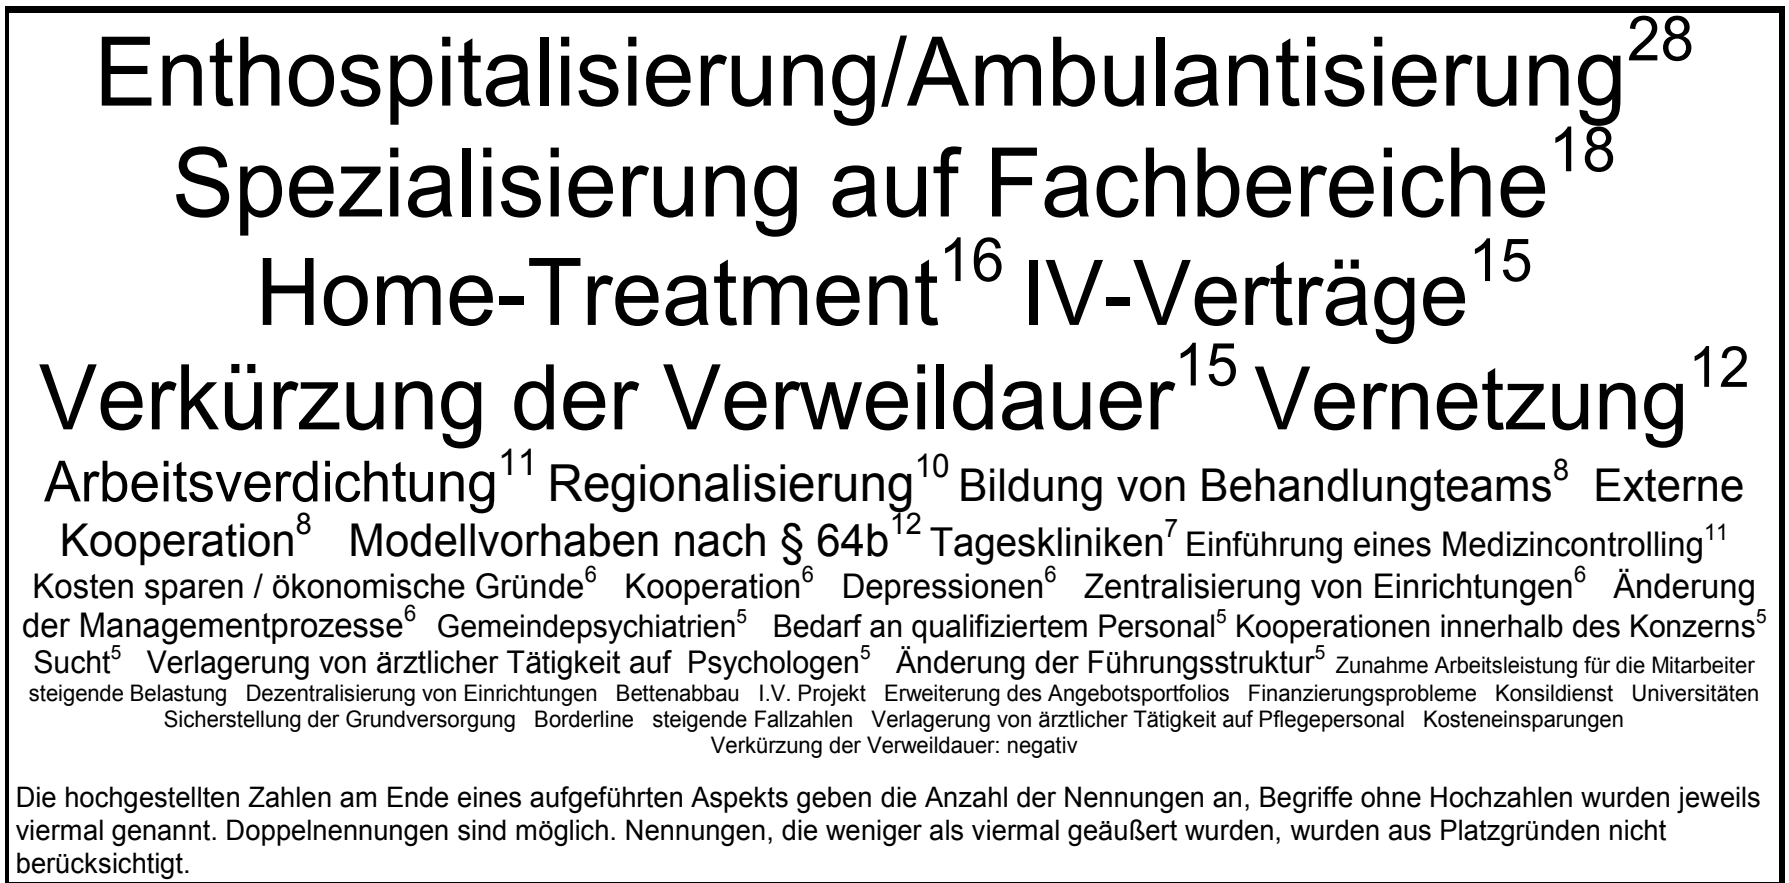 Enthospitalisierung/Ambulantisierung28
Spezialisierung auf Fachbereiche18
Home-Treatment16 IV-Verträge15
Verkürzung der Verweildauer15 Vernetzung12
Arbeitsverdichtung11 Regionalisierung10 Bildung von Behandlungteams8 Externe
Kooperation8 Modellvorhaben nach § 64b12 Tageskliniken7 Einführung eines Medizincontrolling11
Kosten sparen / ökonomische Gründe6 Kooperation6 Depressionen6 Zentralisierung von Einrichtungen6 Änderung
der Managementprozesse6 Gemeindepsychiatrien5 Bedarf an qualifiziertem Personal5 Kooperationen innerhalb des Konzerns5
Sucht5 Verlagerung von ärztlicher Tätigkeit auf Psychologen5 Änderung der Führungsstruktur5 Zunahme Arbeitsleistung für die Mitarbeiter
steigende Belastung Dezentralisierung von Einrichtungen Bettenabbau I.V. Projekt Erweiterung des Angebotsportfolios Finanzierungsprobleme Konsildienst Universitäten
Sicherstellung der Grundversorgung Borderline steigende Fallzahlen Verlagerung von ärztlicher Tätigkeit auf Pflegepersonal Kosteneinsparungen
Verkürzung der Verweildauer: negativ
Die hochgestellten Zahlen am Ende eines aufgeführten Aspekts geben die Anzahl der Nennungen an, Begriffe ohne Hochzahlen wurden jeweils
viermal genannt. Doppelnennungen sind möglich. Nennungen, die weniger als viermal geäußert wurden, wurden aus Platzgründen nicht
berücksichtigt.